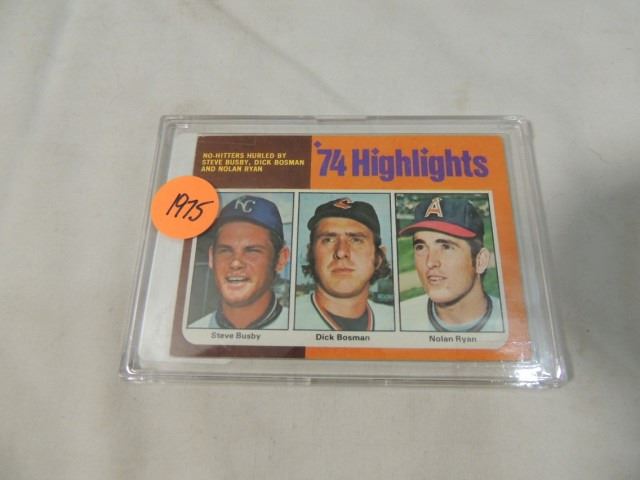 NO-HITTERS HURLED BY
STEVE BUSBY, DICK BOSMAN
AND NOLAN RYAN
'74 Highlights
1975
KC
A
Steve Busby
Dick Bosman
Nolan Ryan